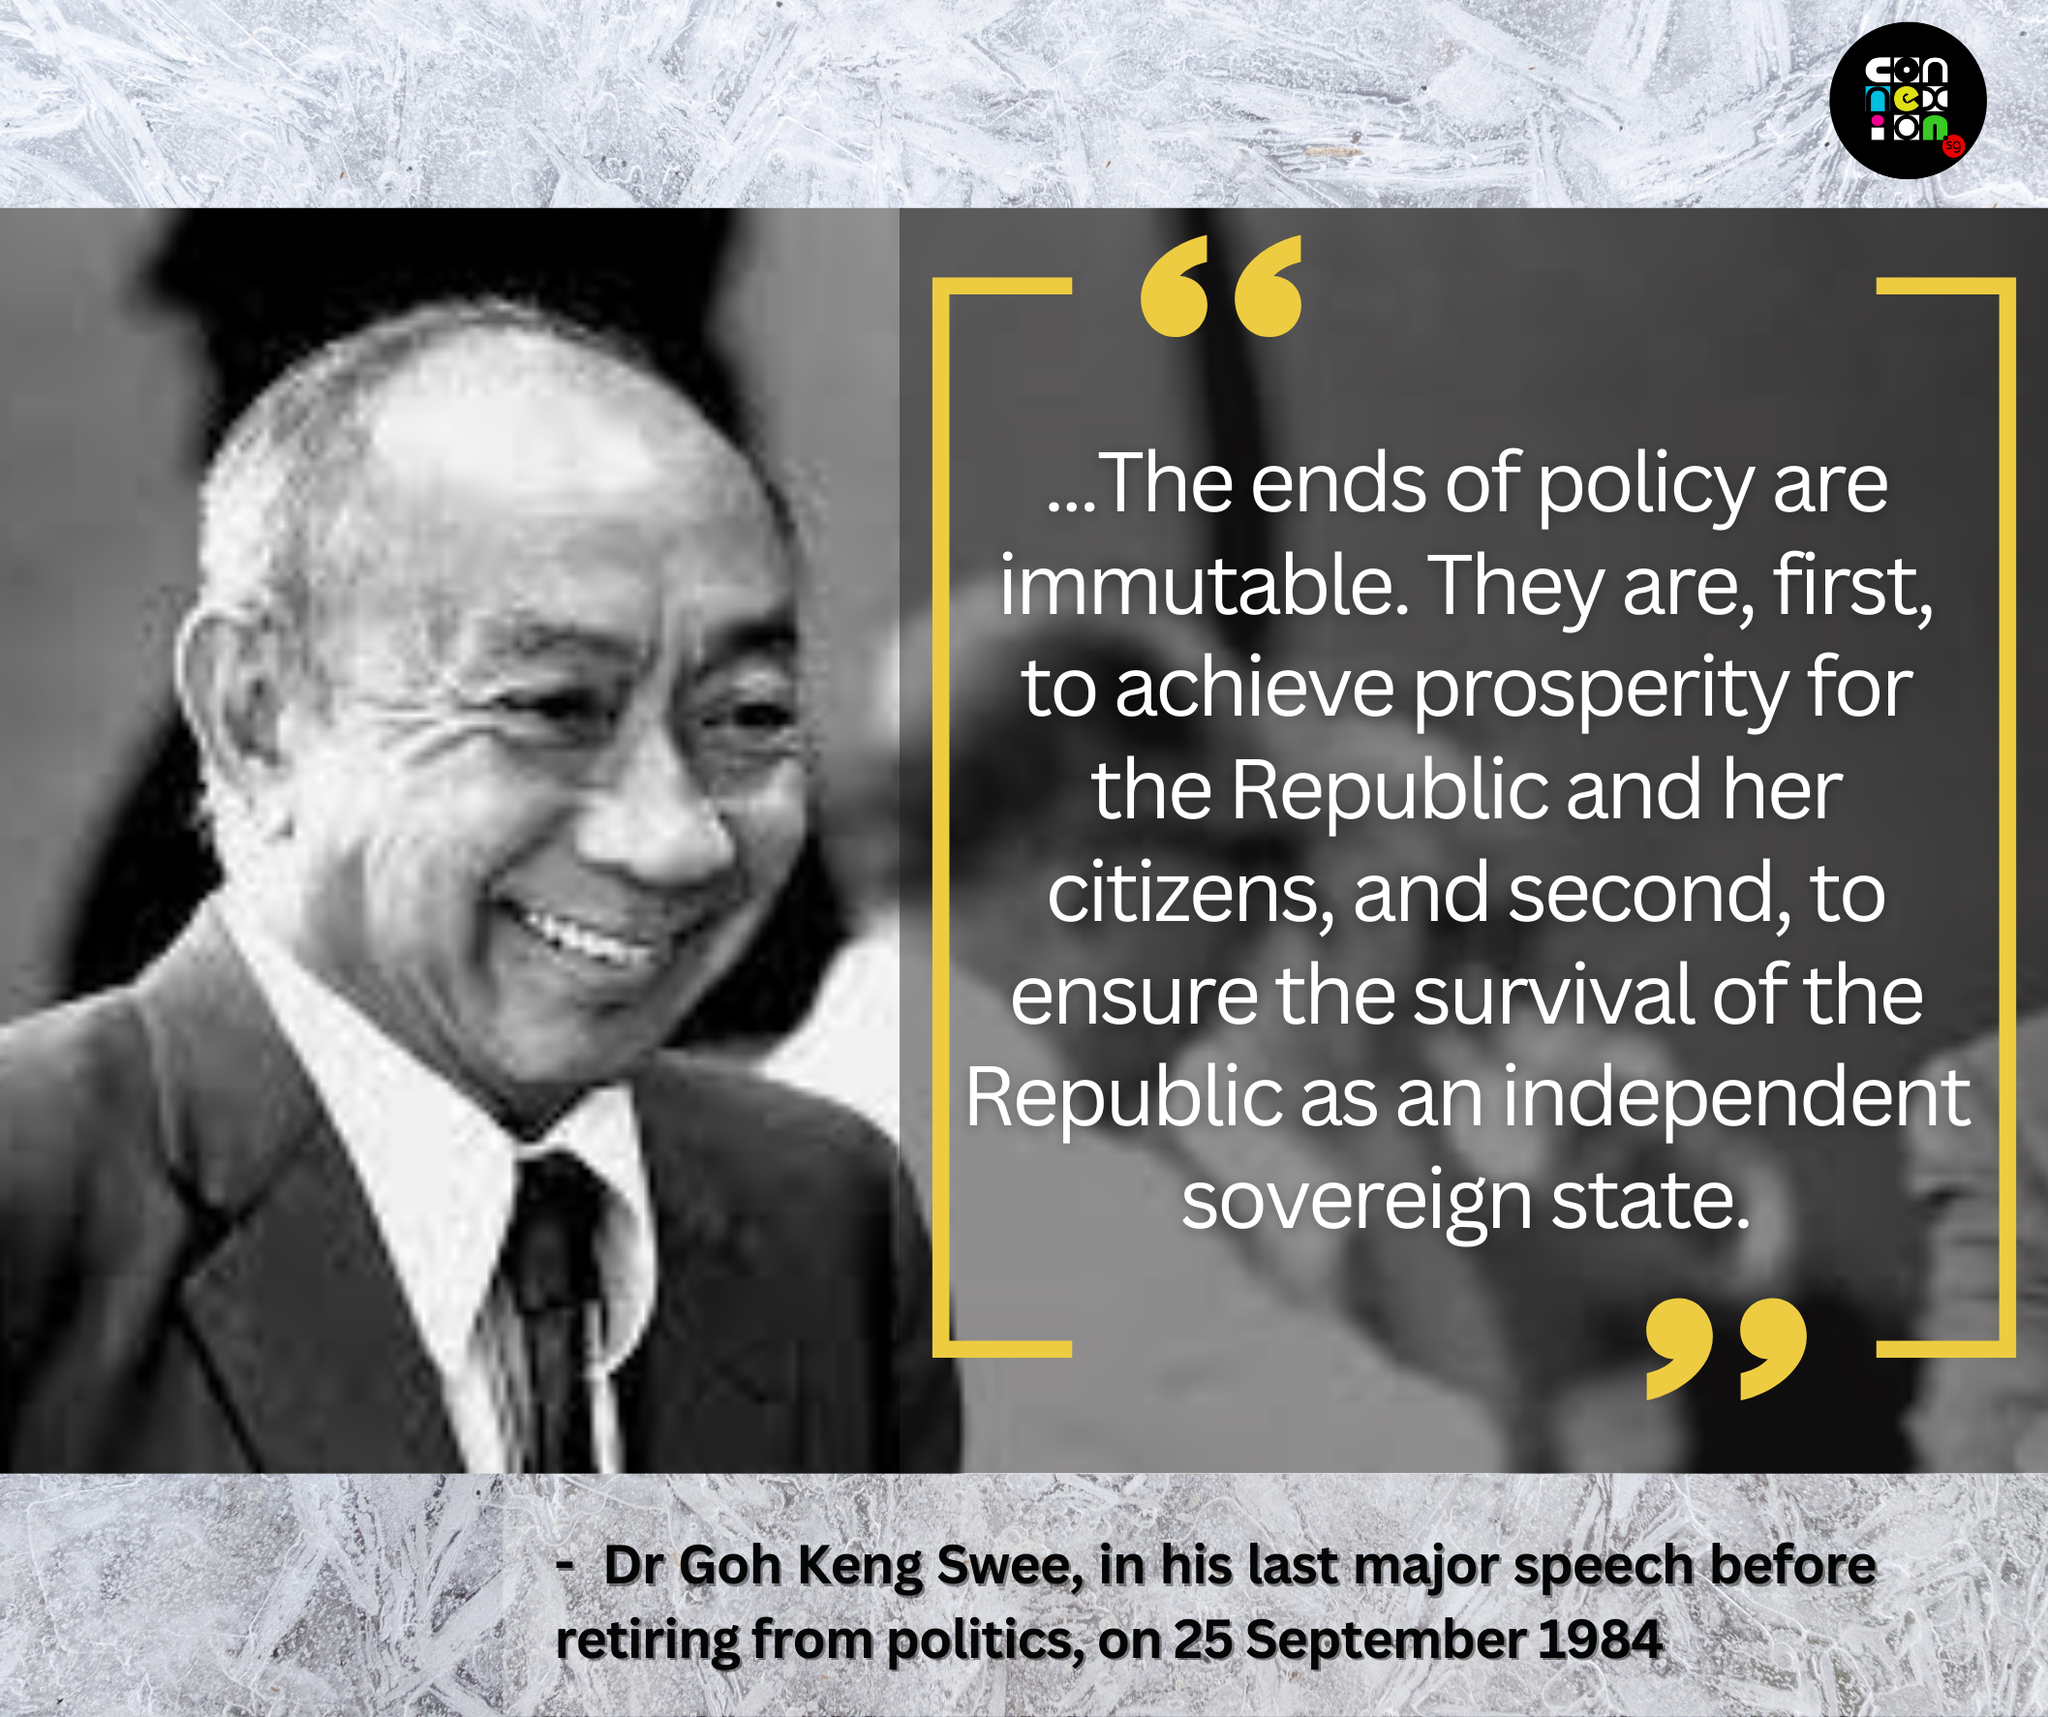 con
nex
ion
sg
“
...The ends of policy are
immutable. They are, first,
to achieve prosperity for
the Republic and her
citizens, and second, to
ensure the survival of the
Republic as an independent
sovereign state.
”
- Dr Goh Keng Swee, in his last major speech before
retiring from politics, on 25 September 1984